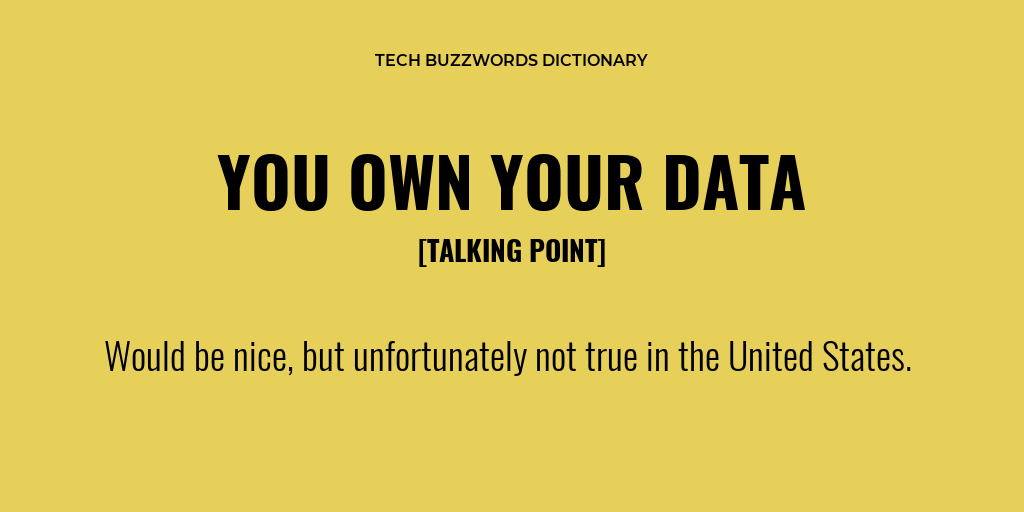 TECH BUZZWORDS DICTIONARY
YOU OWN YOUR DATA
[TALKING POINT]
Would be nice, but unfortunately not true in the United States.